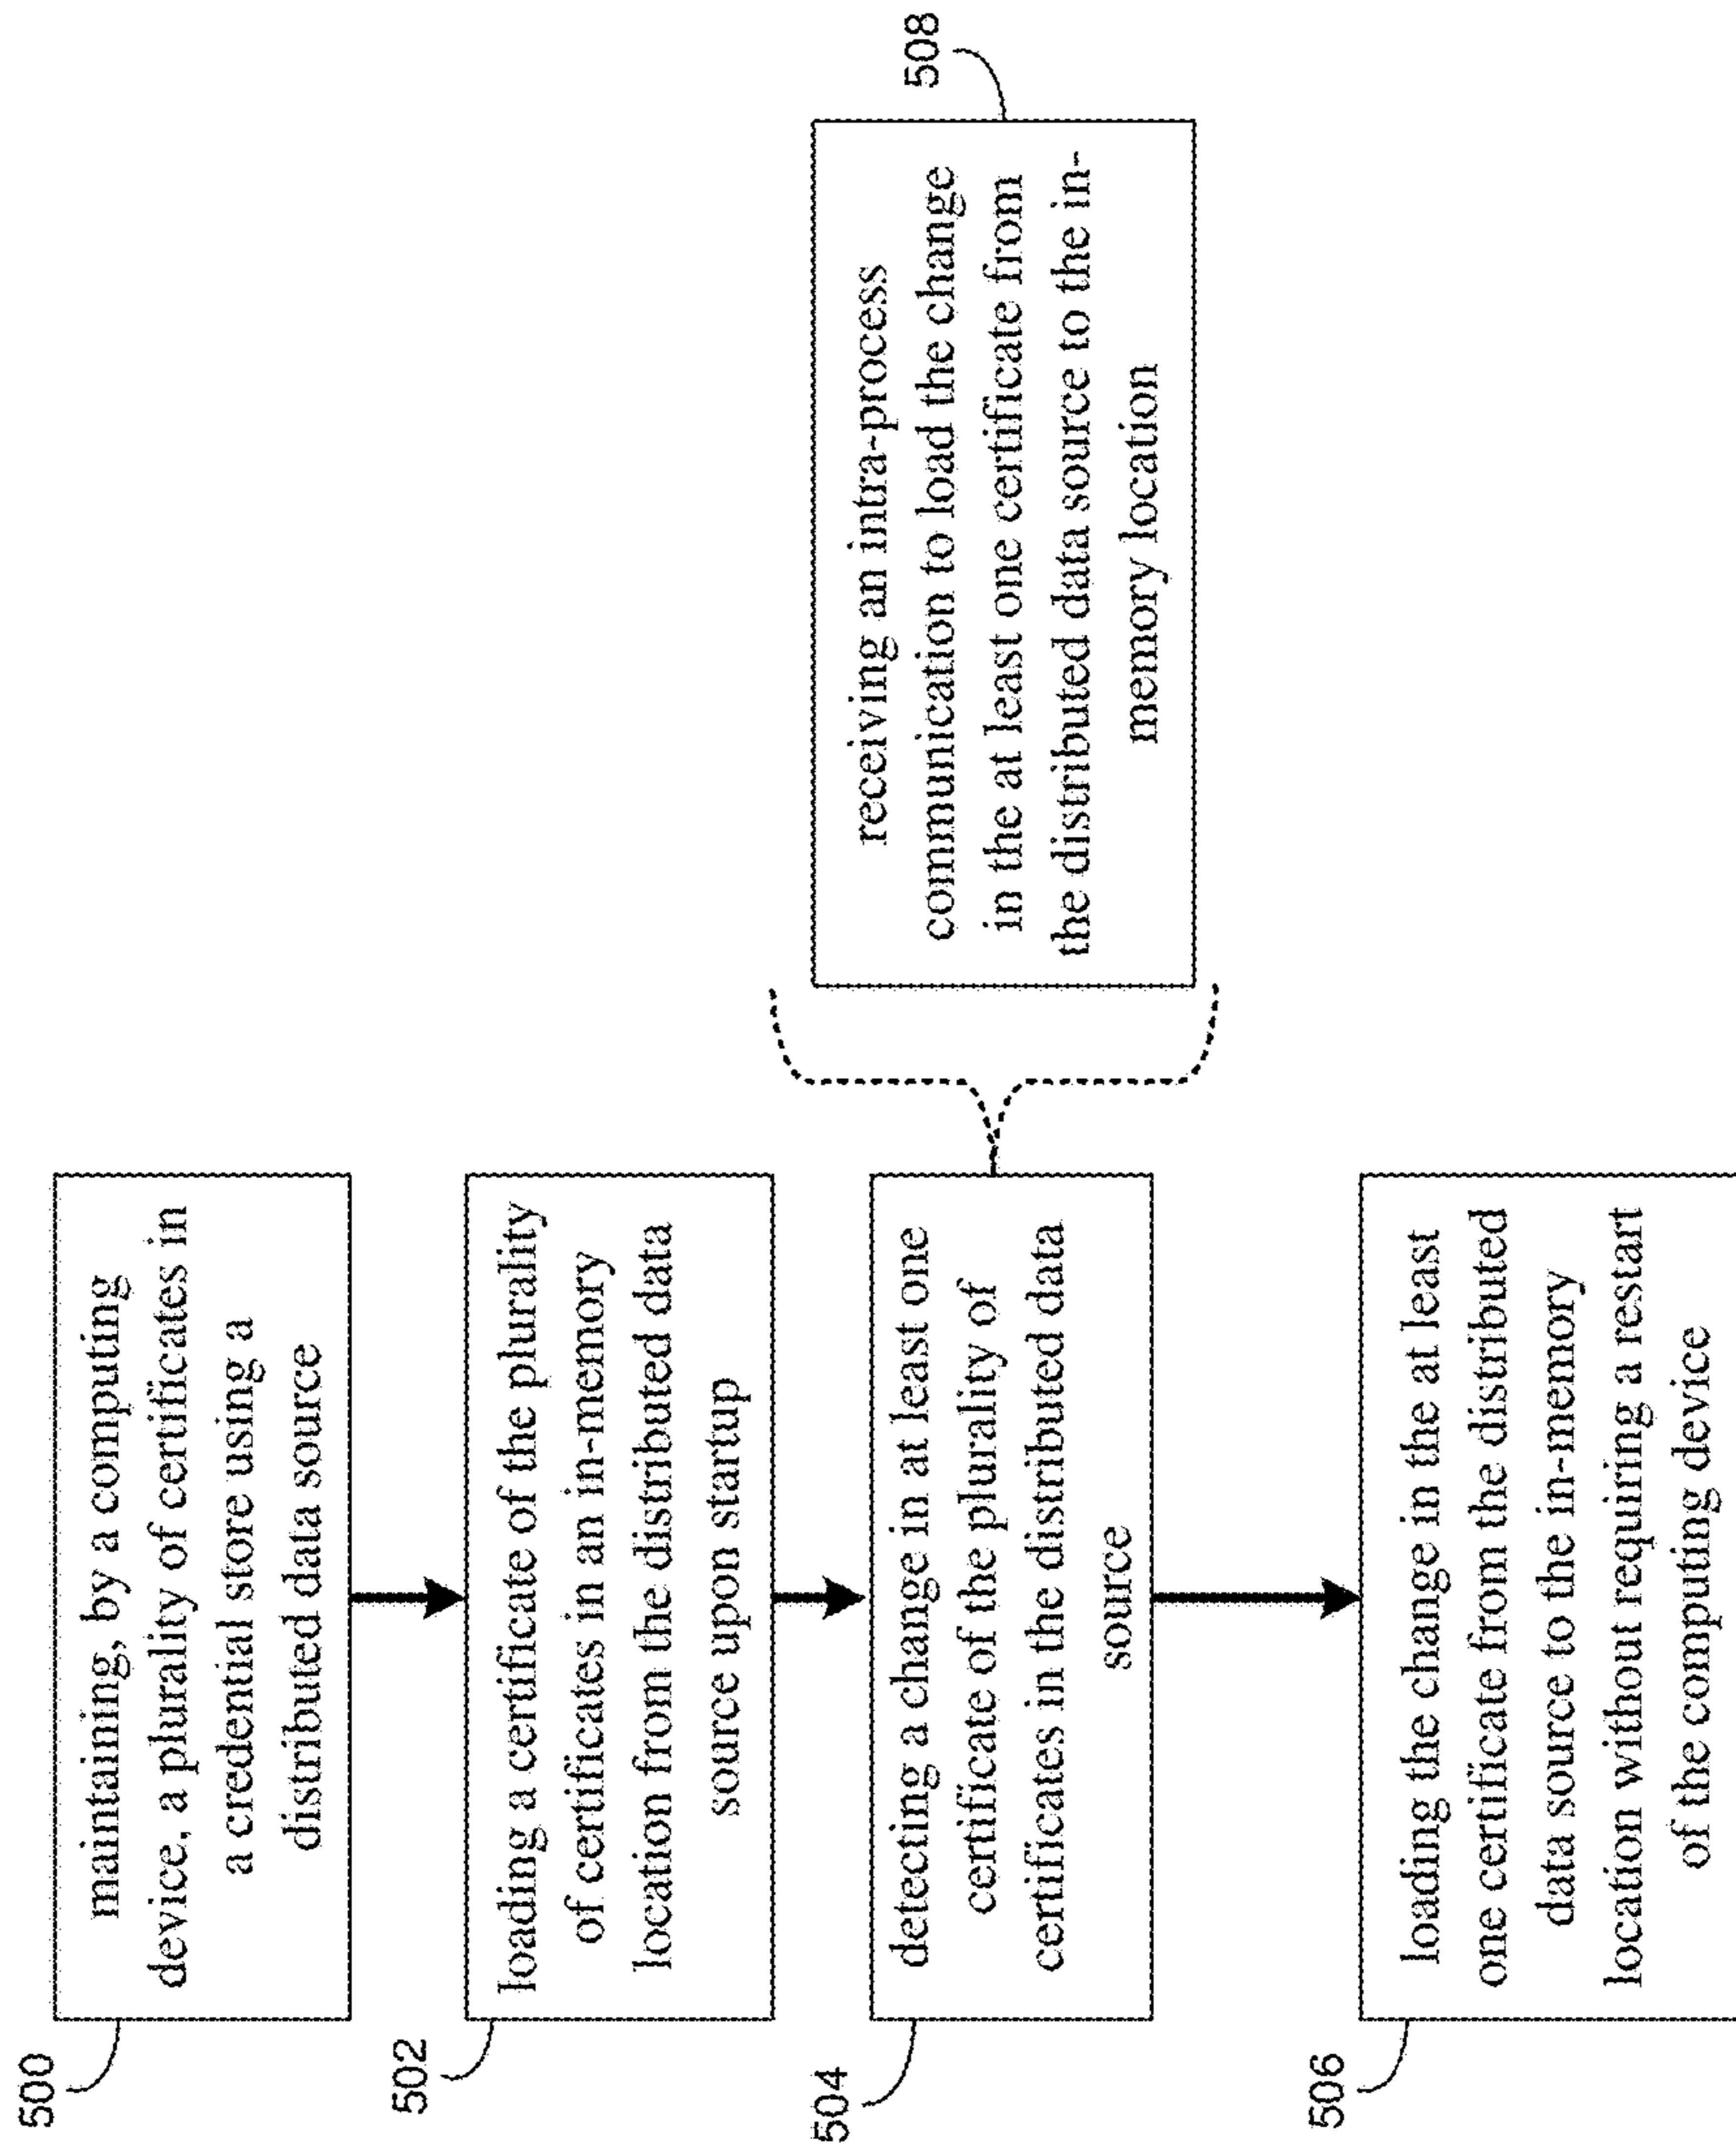 500
maintaining, by a computing
device, a plurality of certificates in
a credential store using a
distributed data source
502
loading a certificate of the plurality
of certificates in an in-memory
location from the distributed data
source upon startup
504
detecting a change in at least one
certificate of the plurality of
certificates in the distributed data
source
508
receiving an intra-process
communication to load the change
in the at least one certificate from
the distributed data source to the in-
memory location
506
loading the change in the at least
one certificate from the distributed
data source to the in-memory
location without requiring a restart
of the computing device